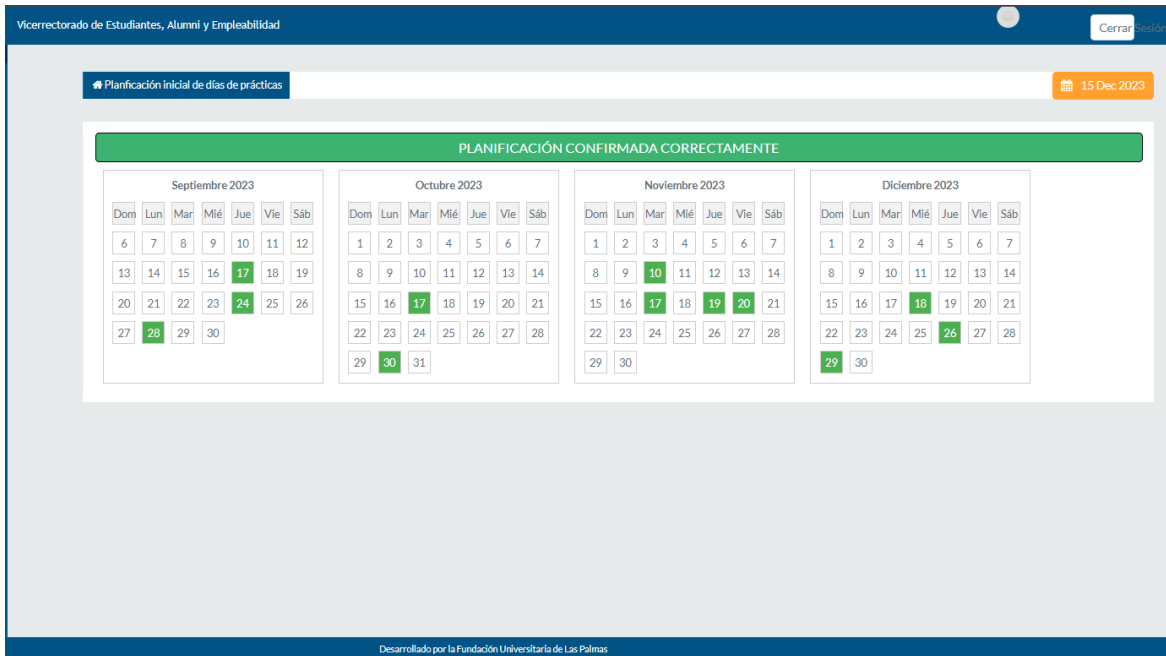 Vicerrectorado de Estudiantes, Alumni y Empleabilidad
Cerrar Sesión
Planficación inicial de días de prácticas
15 Dec 2023
PLANIFICACIÓN CONFIRMADA CORRECTAMENTE
Septiembre 2023
Dom Lun Mar Mié Jue Vie Sáb
6 7 8 9 10 11 12
13 14 15 16 17 18 19
20 21 22 23 24 25 26
27 28 29 30
Octubre 2023
Dom Lun Mar Mié Jue Vie Sáb
1 2 3 4 5 6 7
8 9 10 11 12 13 14
15 16 17 18 19 20 21
22 23 24 25 26 27 28
29 30 31
Noviembre 2023
Dom Lun Mar Mié Jue Vie Sáb
1 2 3 4 5 6 7
8 9 10 11 12 13 14
15 16 17 18 19 20 21
22 23 24 25 26 27 28
29 30
Diciembre 2023
Dom Lun Mar Mié Jue Vie Sáb
1 2 3 4 5 6 7
8 9 10 11 12 13 14
15 16 17 18 19 20 21
22 23 24 25 26 27 28
29 30
Desarrollado por la Fundación Universitaria de Las Palmas